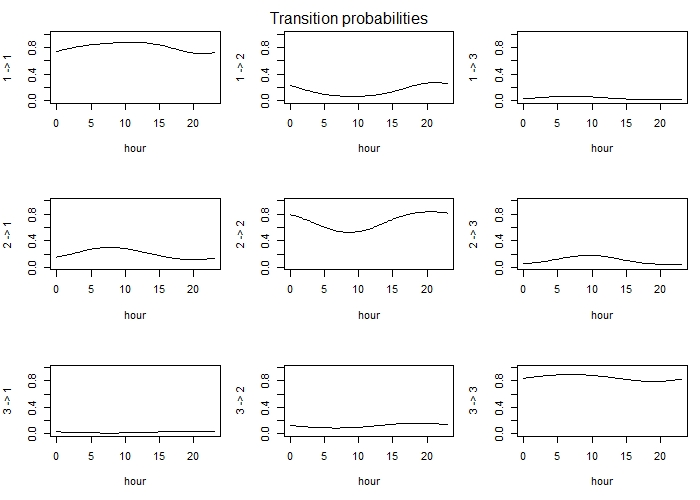 Transition probabilities
1 -> 1 0.0 0.4 0.8 1 -> 2 0.0 0.4 0.8 1 -> 3 0.0 0.4 0.8
0 5 10 15 20 0 5 10 15 20 0 5 10 15 20
hour hour hour
2 -> 1 0.0 0.4 0.8 2 -> 2 0.0 0.4 0.8 2 -> 3 0.0 0.4 0.8
0 5 10 15 20 0 5 10 15 20 0 5 10 15 20
hour hour hour
3 -> 1 0.0 0.4 0.8 3 -> 2 0.0 0.4 0.8 3 -> 3 0.0 0.4 0.8
0 5 10 15 20 0 5 10 15 20 0 5 10 15 20
hour hour hour